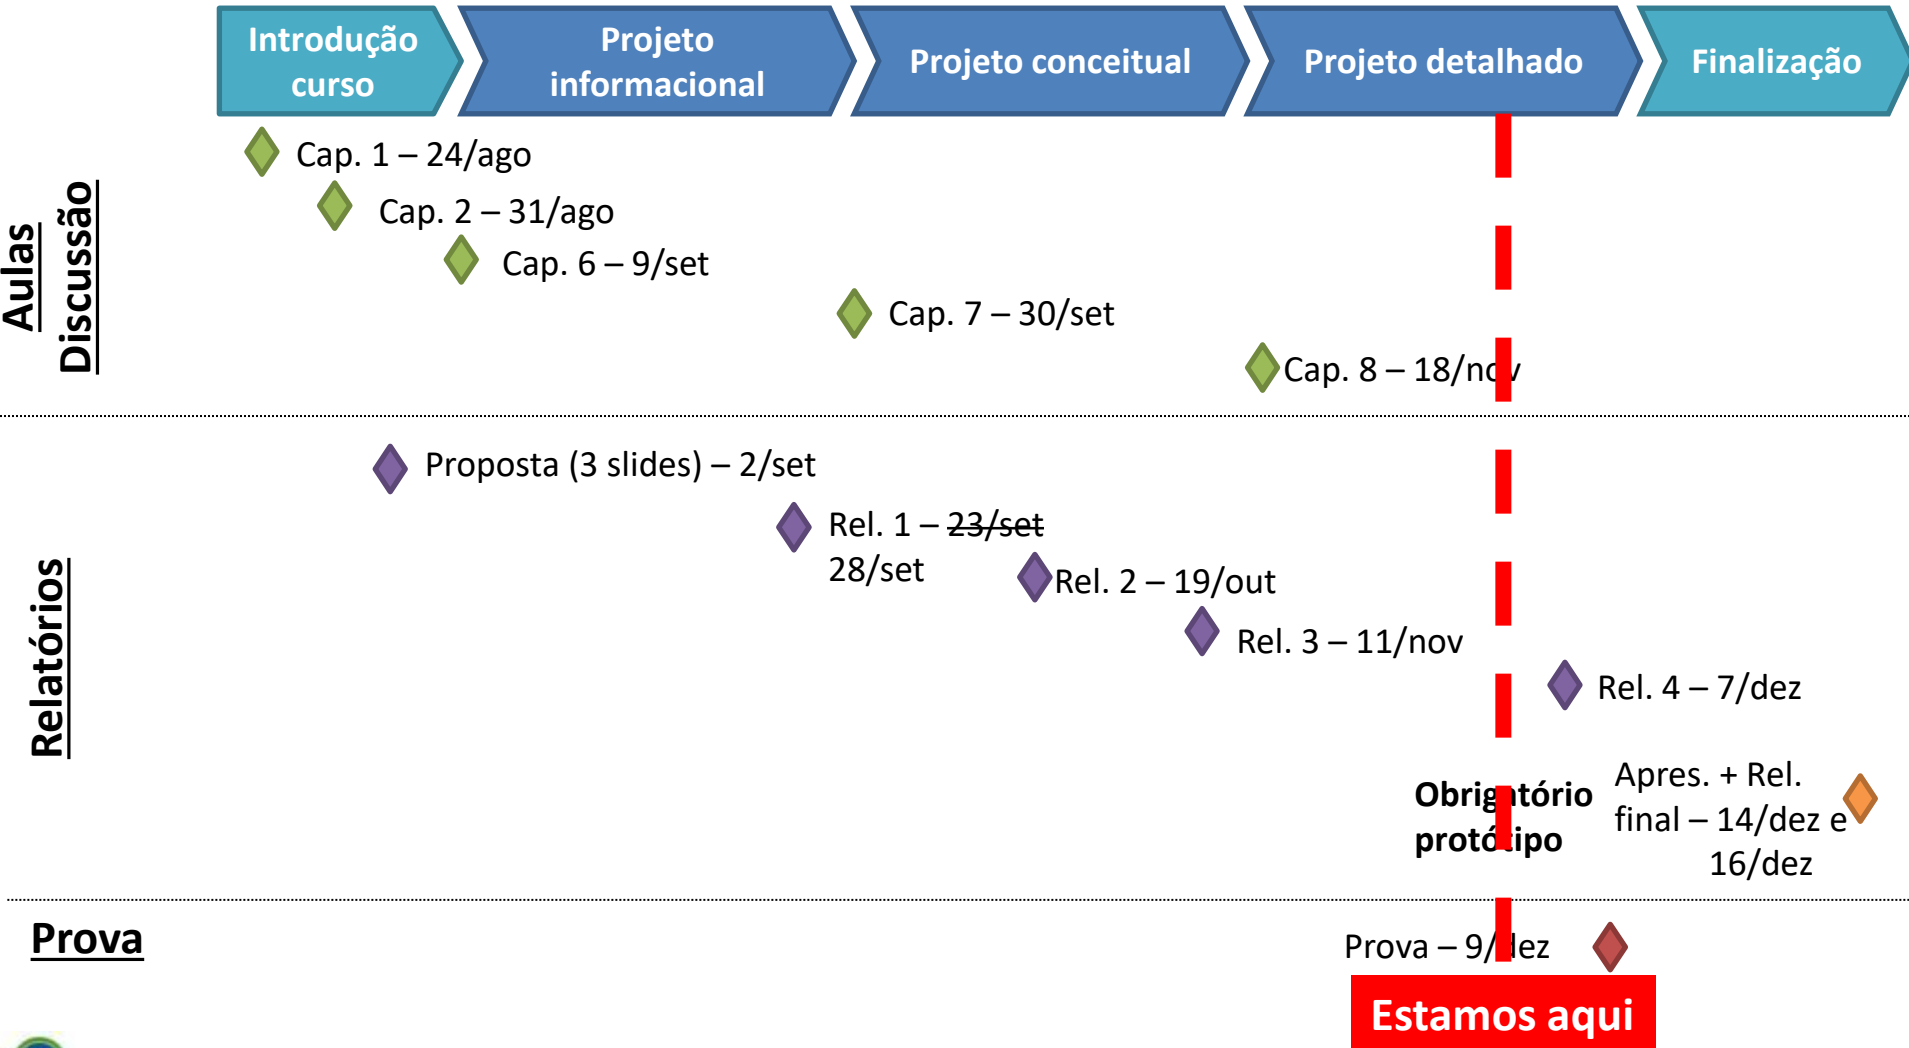 Introdução
curso
Projeto
informacional
Projeto conceitual
Projeto detalhado
Finalização
Aulas
Discussão
Cap. 1 – 24/ago
Cap. 2 – 31/ago
Cap. 6 – 9/set
Cap. 7 – 30/set
Cap. 8 – 18/nov
Relatórios
Proposta (3 slides) – 2/set
Rel. 1 – 23/set
28/set
Rel. 2 – 19/out
Rel. 3 – 11/nov
Rel. 4 – 7/dez
Obrigatório
protótipo
Apres. + Rel.
final – 14/dez e
16/dez
Prova
Prova – 9/dez
Estamos aqui